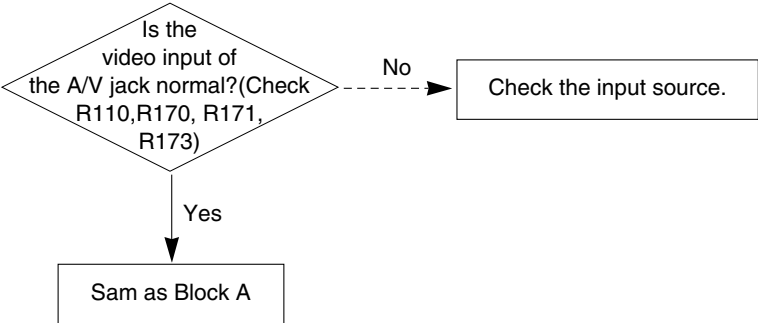 Is the
video input of
the A/V jack normal?(Check
R110,R170, R171,
R173)
No
Check the input source.
Yes
Sam as Block A